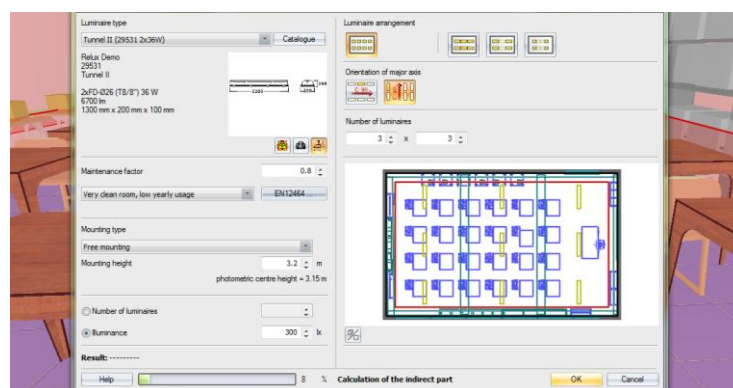 Luminaire type
Tunnel II (29531 2x36W)
Catalogue
Relux Demo
29531
Tunnel II
2xFD-Ø26 (T8/8") 36 W
6700 lm
1300 mm x 200 mm x 100 mm
1300
Maintenance factor
0.8
Very clean room, low yearly usage
EN12464 ...
Mounting type
Free mounting
Mounting height
3.2 m
photometric centre height = 3.15 m
Number of luminaires
Illuminance
300 lx
Result: ---------
Luminaire arrangement
Orientation of major axis
Number of luminaires
3 x 3
Help
8 %
Calculation of the indirect part
OK
Cancel